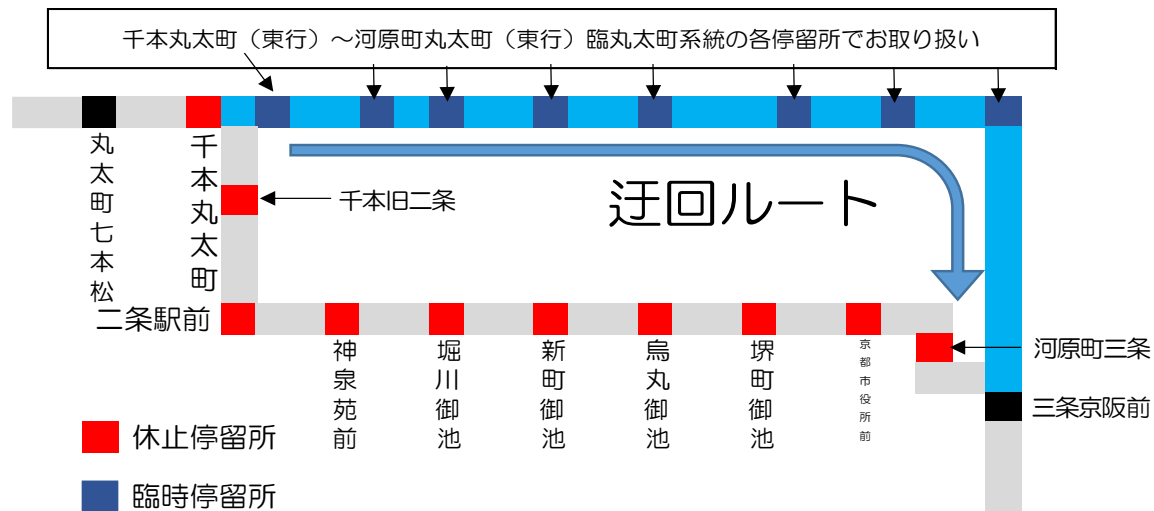 千本丸太町（東行）～河原町丸太町（東行）臨丸太町系統の各停留所でお取り扱い
丸太町七本松
千本丸太町
千本旧二条
迂回ルート
二条駅前
神泉苑前
堀川御池
新町御池
烏丸御池
堺町御池
京都市役所前
河原町三条
三条京阪前
休止停留所
臨時停留所